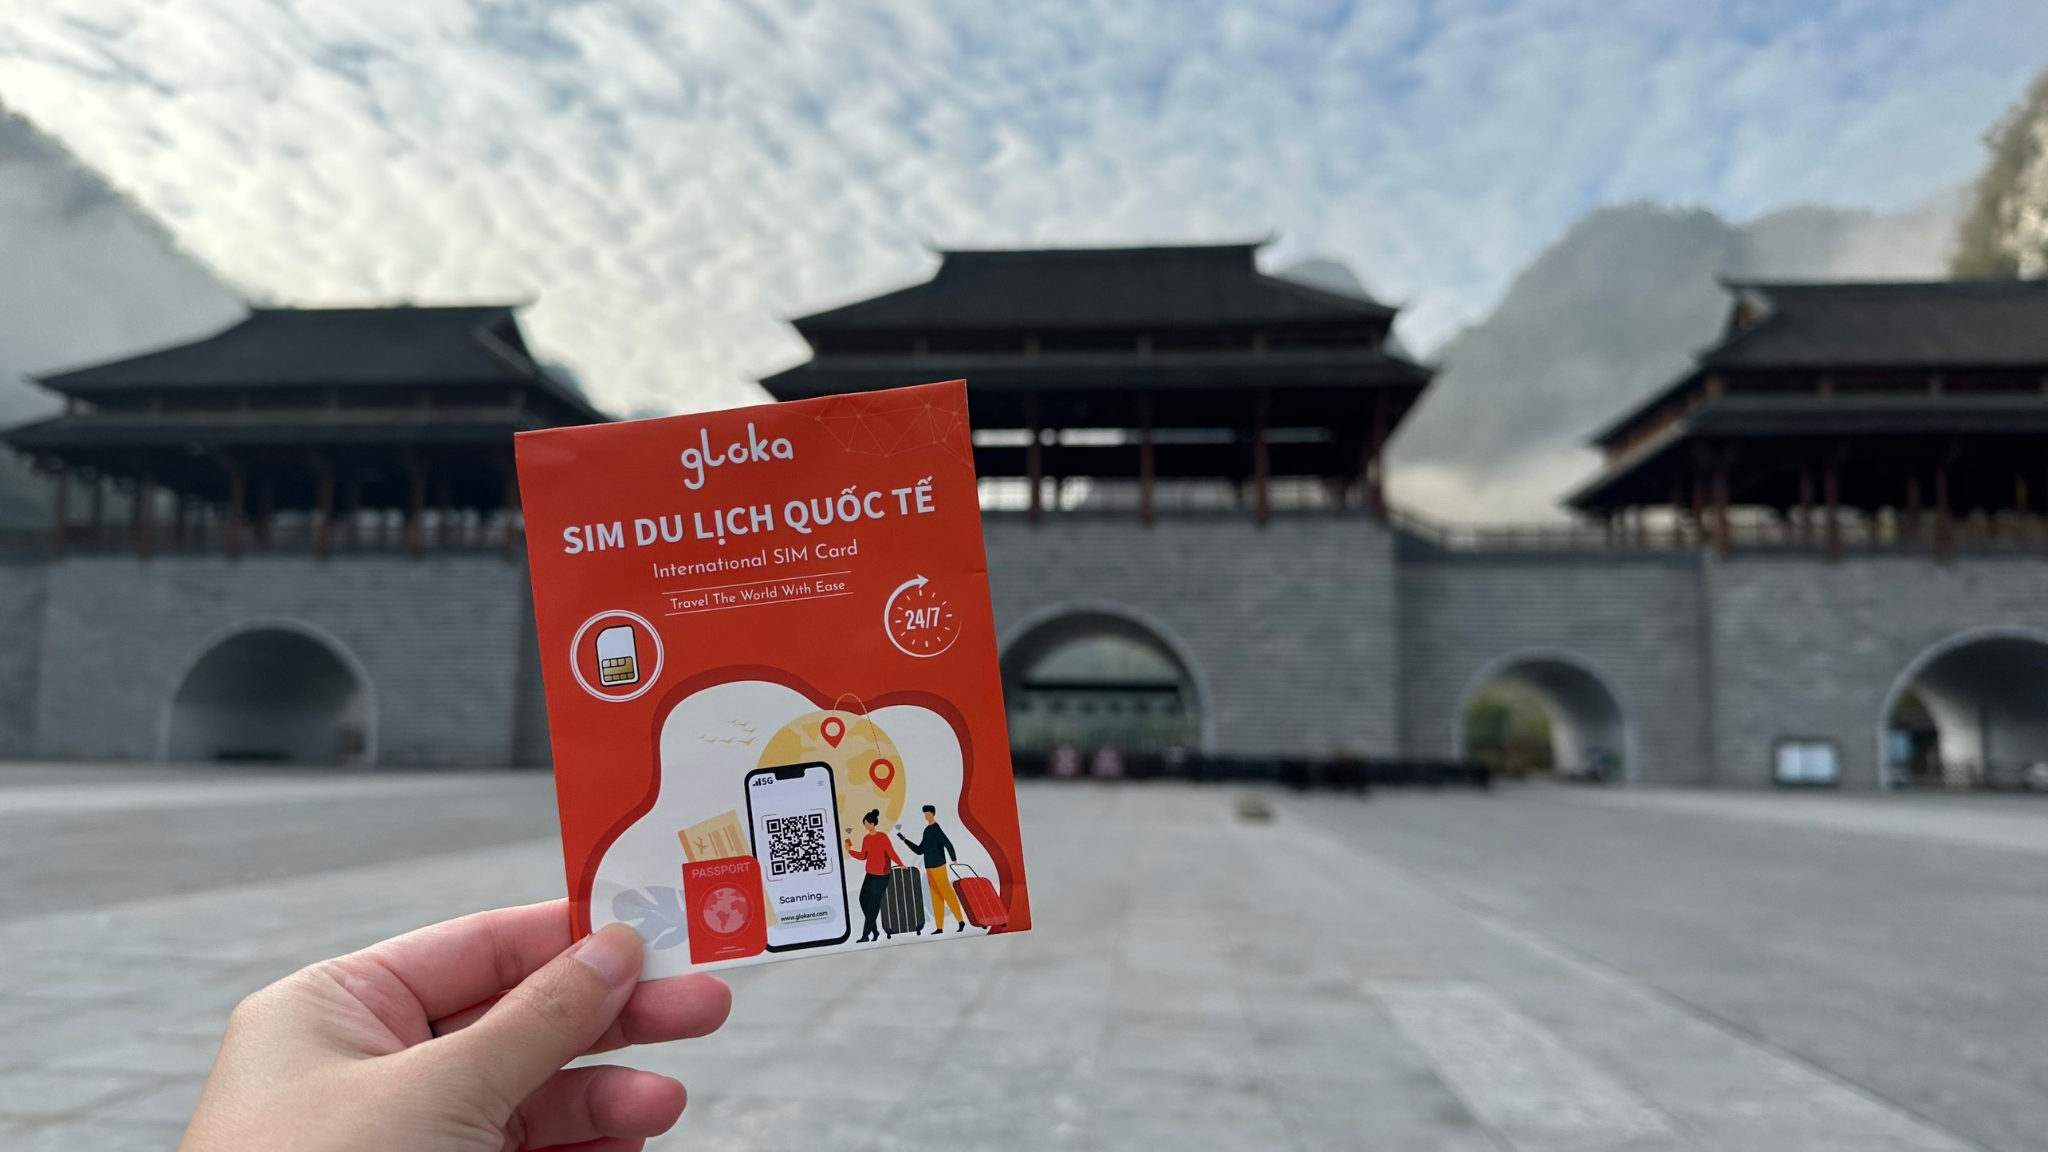 gloka
SIM DU LỊCH QUỐC TẾ
International SIM Card
Travel The World With Ease
24/7
5G
PASSPORT
Scanning...
www.glokard.com